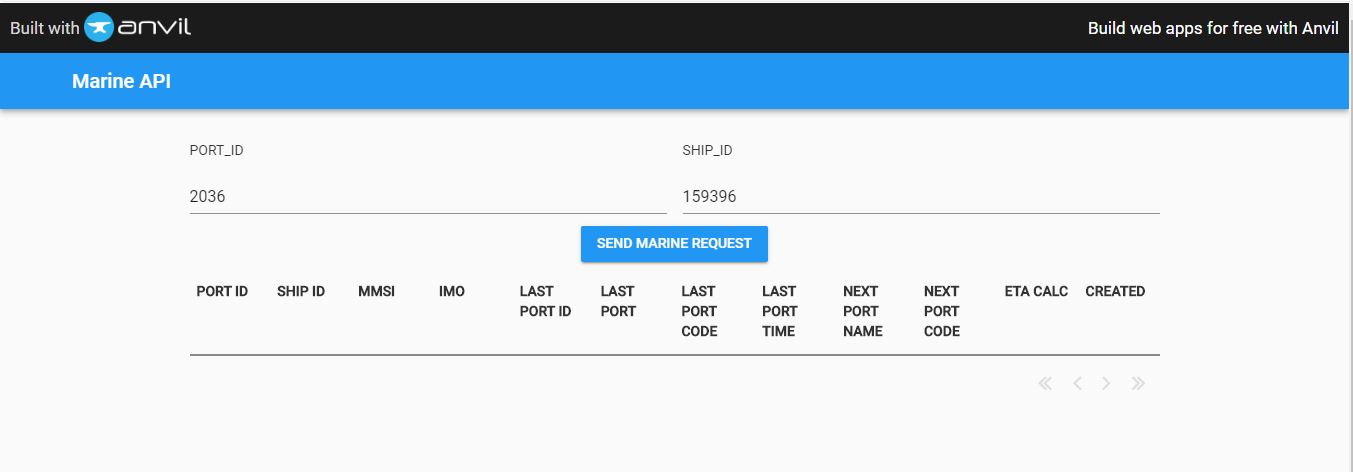 Built with anvil
Build web apps for free with Anvil
Marine API
PORT_ID
SHIP_ID
2036
159396
SEND MARINE REQUEST
PORT ID SHIP ID MMSI IMO LAST LAST LAST LAST NEXT NEXT ETA CALC CREATED
PORT ID PORT PORT PORT PORT PORT
CODE TIME NAME CODE